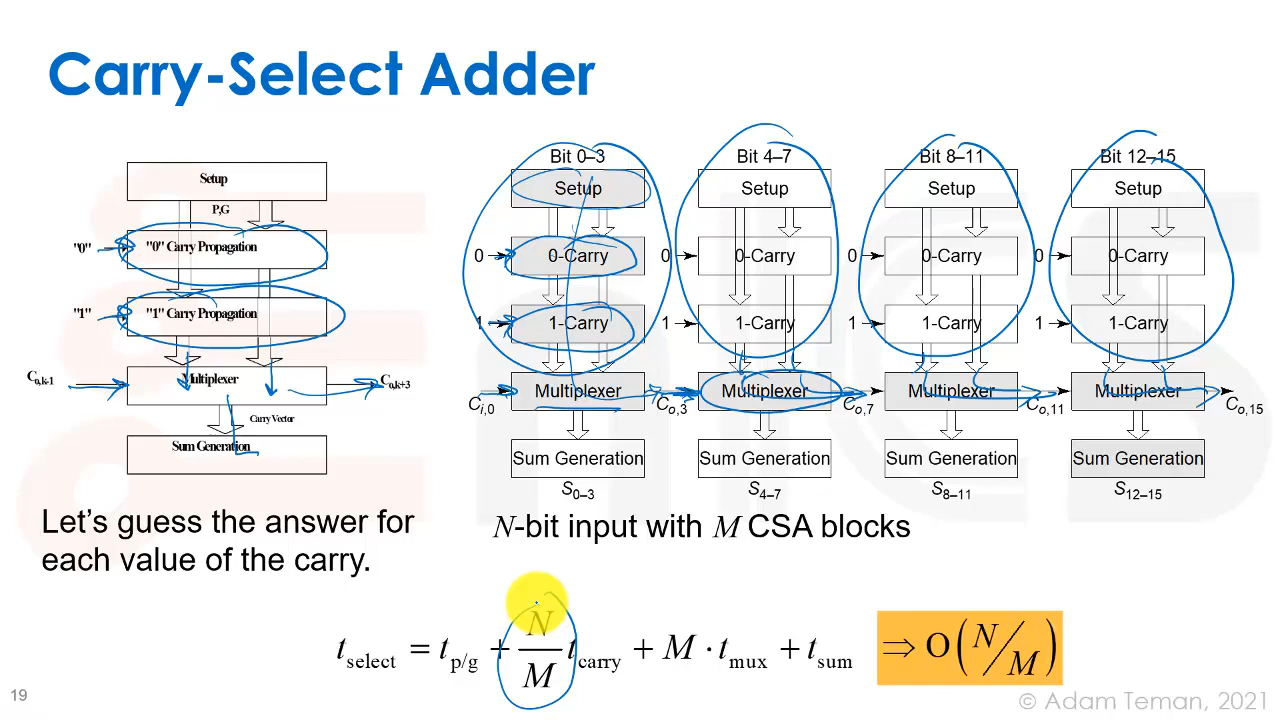 Carry-Select Adder
Setup
P,G
"0"
"0" Carry Propagation
"1"
"1" Carry Propagation
Co,k-1
Multiplexer
Co,k+3
Carry Vector
Sum Generation
Bit 0–3
Bit 4–7
Bit 8–11
Bit 12–15
Setup
Setup
Setup
Setup
0
0-Carry
0
0-Carry
0
0-Carry
0
0-Carry
1
1-Carry
1
1-Carry
1
1-Carry
1
1-Carry
Multiplexer
Multiplexer
Multiplexer
Multiplexer
Ci,0
Co,3
Co,7
Co,11
Co,15
Sum Generation
Sum Generation
Sum Generation
Sum Generation
S0–3
S4–7
S8–11
S12–15
Let's guess the answer for
each value of the carry.
N-bit input with M CSA blocks
tselect = tp/g + N/M tcarry + M · tmux + tsum ⇒ O(N/M)
19
© Adam Teman, 2021